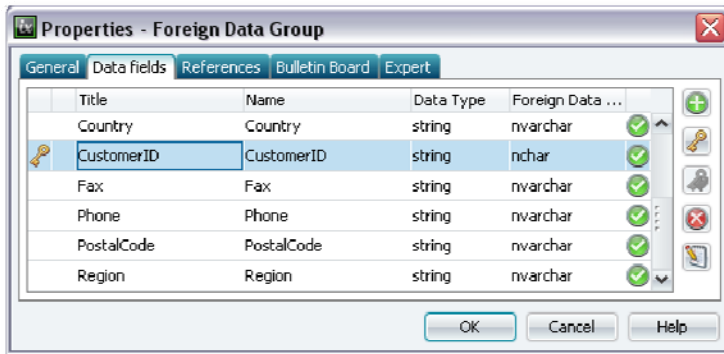 Properties - Foreign Data Group
General Data fields References Bulletin Board Expert
Title Name Data Type Foreign Data ...
Country Country string nvarchar
CustomerID CustomerID string nchar
Fax Fax string nvarchar
Phone Phone string nvarchar
PostalCode PostalCode string nvarchar
Region Region string nvarchar
OK Cancel Help